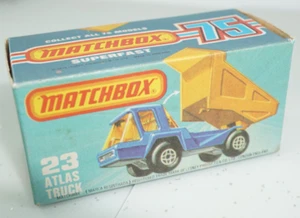 COLLECT ALL 75 MODELS
MATCHBOX
75
SUPERFAST
MATCHBOX
23
ATLAS
TRUCK